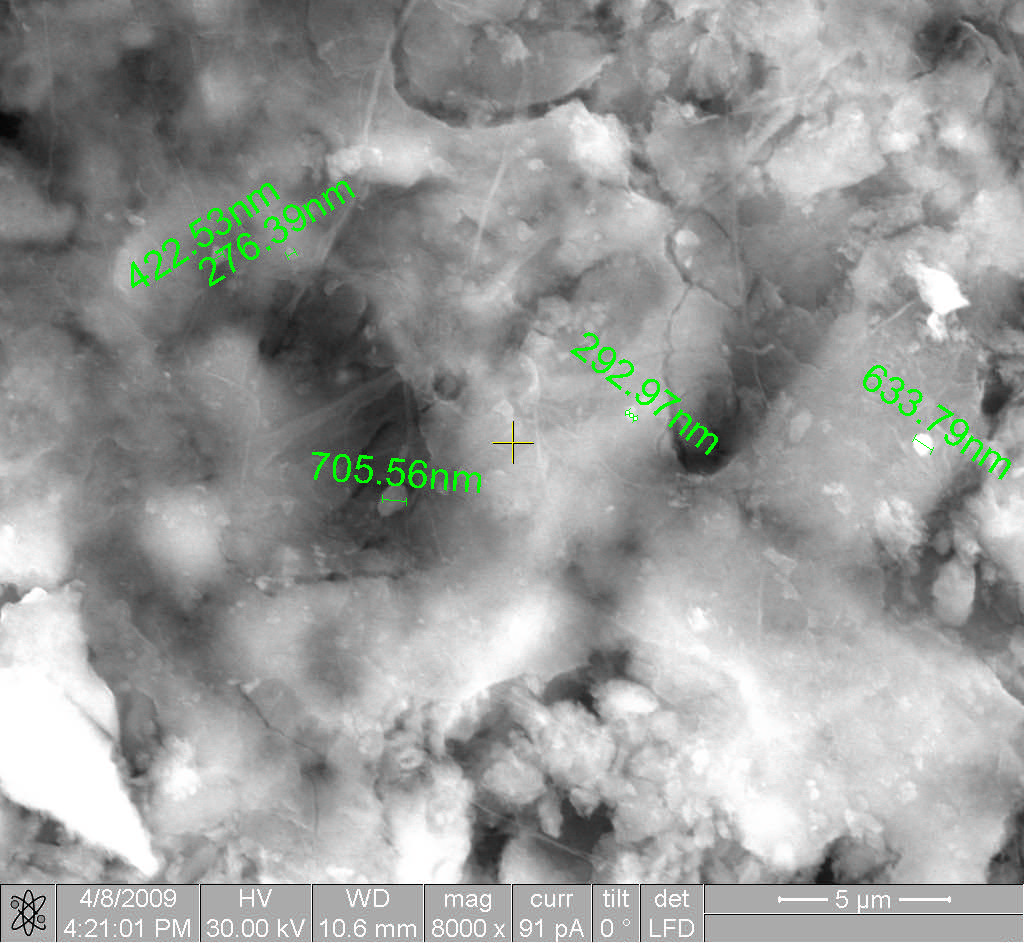 422.53nm
276.39nm
292.97nm
633.79nm
705.56nm
4/8/2009 HV WD mag curr tilt det 5 µm
4:21:01 PM 30.00 kV 10.6 mm 8000 x 91 pA 0 ° LFD